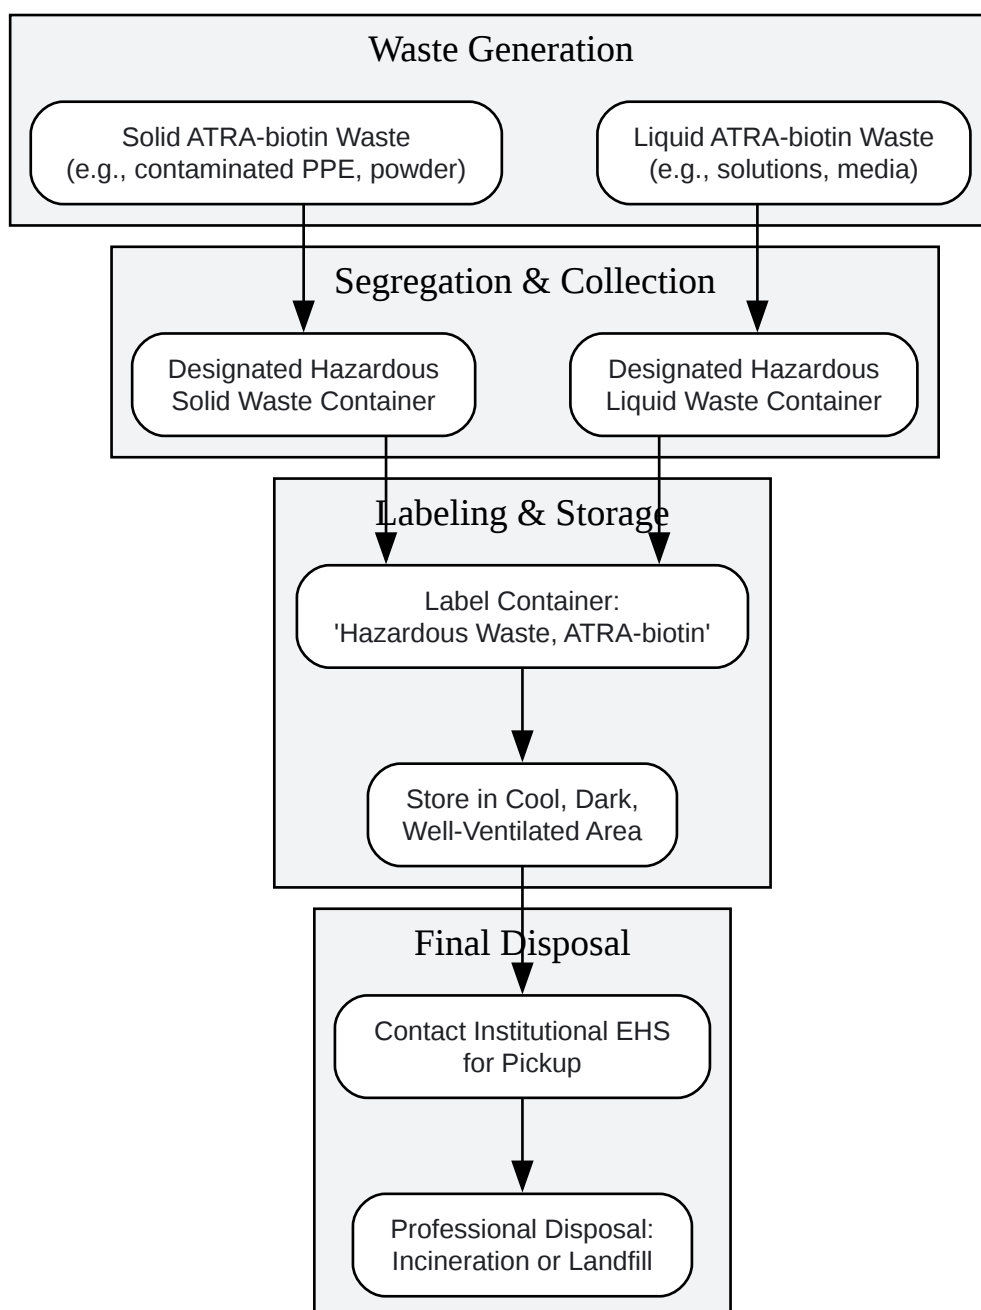 Waste Generation
Solid ATRA-biotin Waste
(e.g., contaminated PPE, powder)
Liquid ATRA-biotin Waste
(e.g., solutions, media)
Segregation & Collection
Designated Hazardous
Solid Waste Container
Designated Hazardous
Liquid Waste Container
Labeling & Storage
Label Container:
'Hazardous Waste, ATRA-biotin'
Store in Cool, Dark,
Well-Ventilated Area
Final Disposal
Contact Institutional EHS
for Pickup
Professional Disposal:
Incineration or Landfill